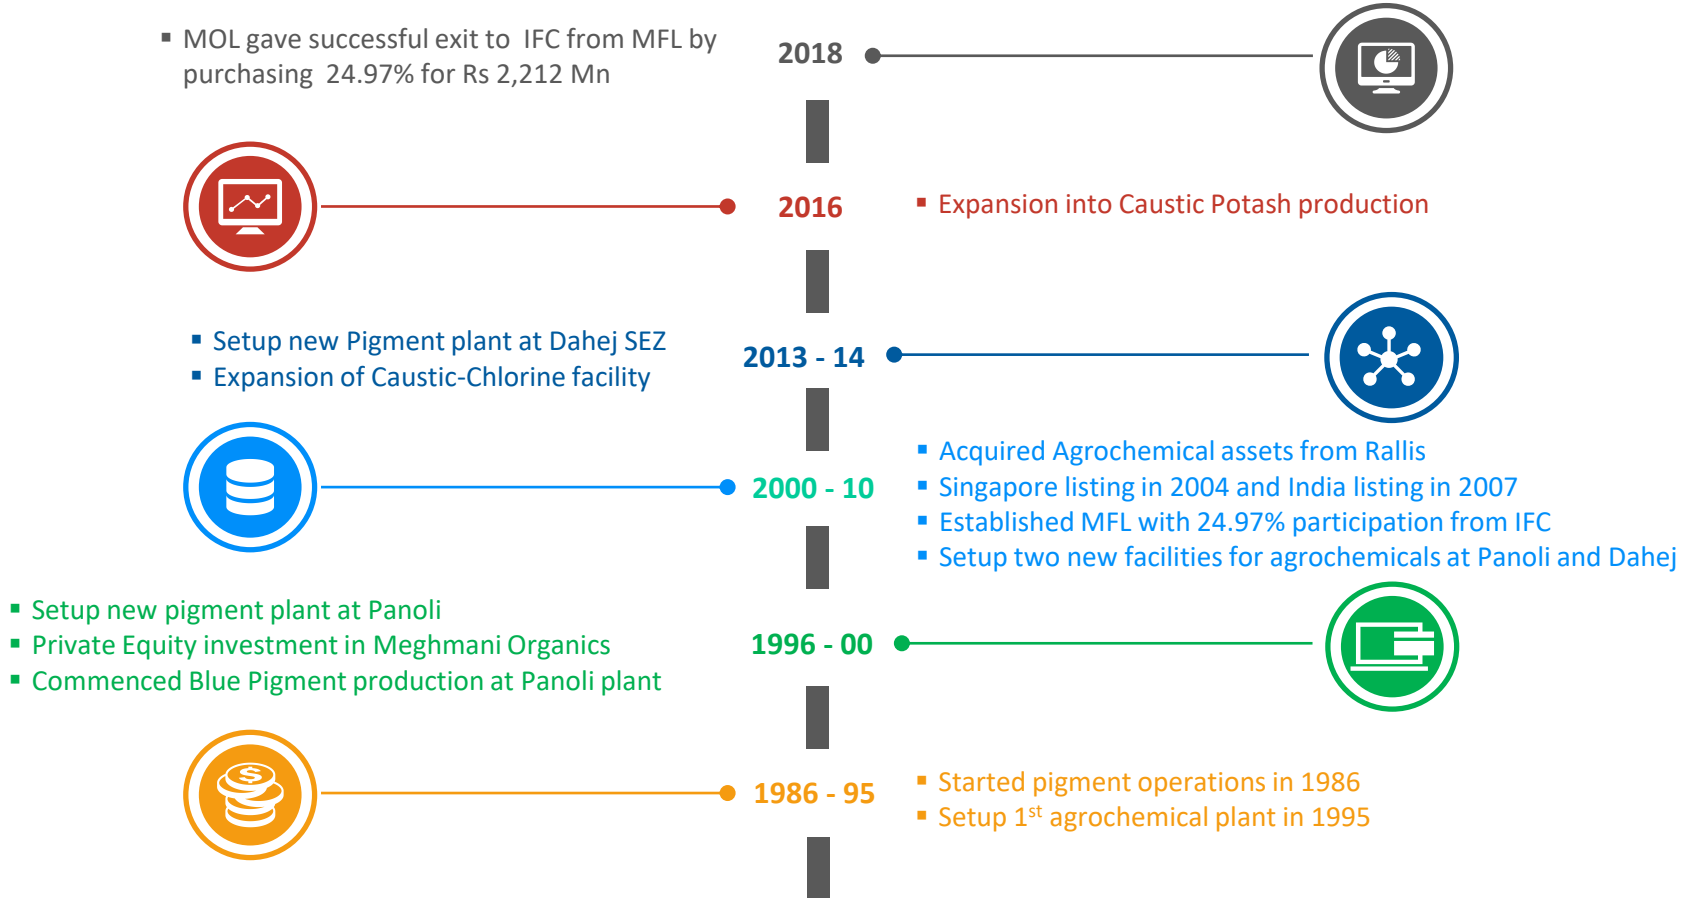 ▪ MOL gave successful exit to IFC from MFL by
purchasing 24.97% for Rs 2,212 Mn
2018
2016
▪ Expansion into Caustic Potash production
▪ Setup new Pigment plant at Dahej SEZ
▪ Expansion of Caustic-Chlorine facility
2013 - 14
2000 - 10
▪ Acquired Agrochemical assets from Rallis
▪ Singapore listing in 2004 and India listing in 2007
▪ Established MFL with 24.97% participation from IFC
▪ Setup two new facilities for agrochemicals at Panoli and Dahej
▪ Setup new pigment plant at Panoli
▪ Private Equity investment in Meghmani Organics
▪ Commenced Blue Pigment production at Panoli plant
1996 - 00
$
1986 - 95
▪ Started pigment operations in 1986
▪ Setup 1st agrochemical plant in 1995